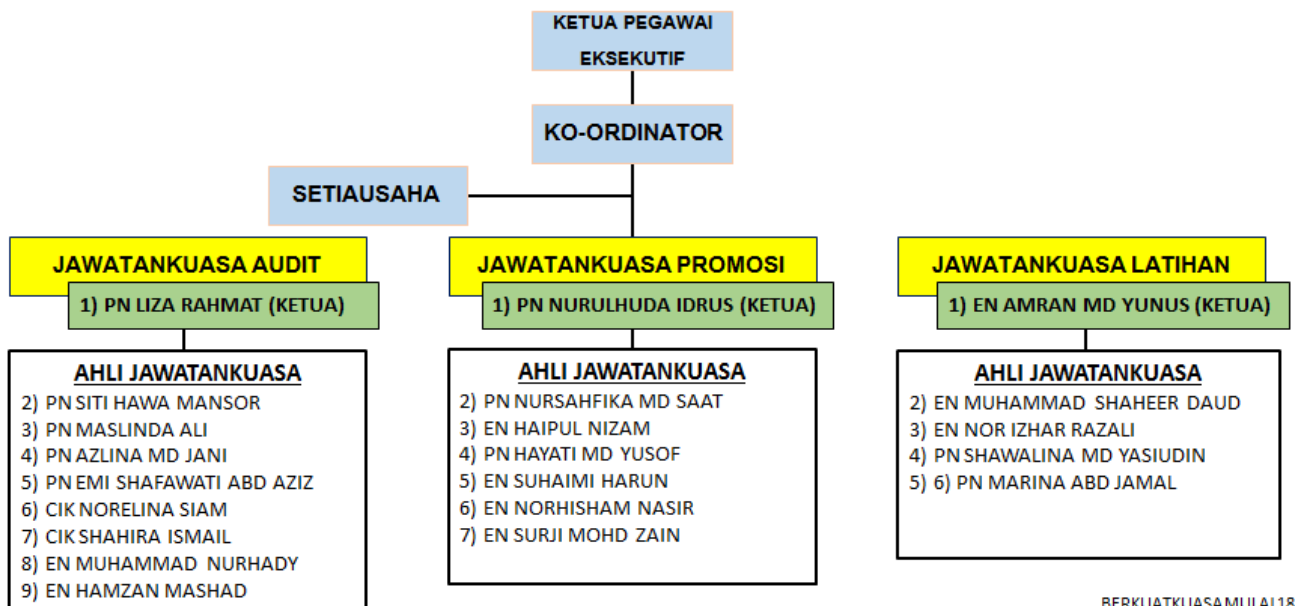 KETUA PEGAWAI
EKSEKUTIF
KO-ORDINATOR
SETIAUSAHA
JAWATANKUASA AUDIT
1) PN LIZA RAHMAT (KETUA)
AHLI JAWATANKUASA
2) PN SITI HAWA MANSOR
3) PN MASLINDA ALI
4) PN AZLINA MD JANI
5) PN EMI SHAFAWATI ABD AZIZ
6) CIK NORELINA SIAM
7) CIK SHAHIRA ISMAIL
8) EN MUHAMMAD NURHADY
9) EN HAMZAN MASHAD
JAWATANKUASA PROMOSI
1) PN NURULHUDA IDRUS (KETUA)
AHLI JAWATANKUASA
2) PN NURSAHFIKA MD SAAT
3) EN HAIPUL NIZAM
4) PN HAYATI MD YUSOF
5) EN SUHAIMI HARUN
6) EN NORHISHAM NASIR
7) EN SURJI MOHD ZAIN
JAWATANKUASA LATIHAN
1) EN AMRAN MD YUNUS (KETUA)
AHLI JAWATANKUASA
2) EN MUHAMMAD SHAHEER DAUD
3) EN NOR IZHAR RAZALI
4) PN SHAWALINA MD YASIUDIN
5) 6) PN MARINA ABD JAMAL
BERKUATKUASA MULAI 18